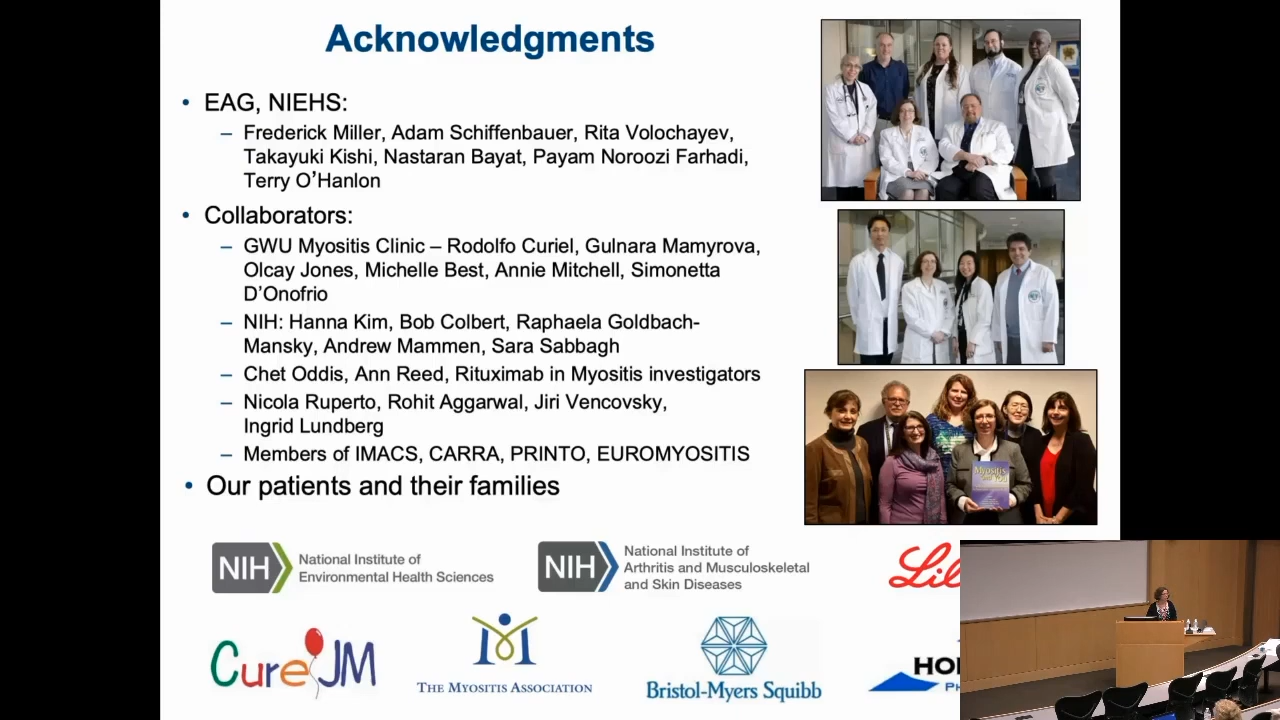 Acknowledgments
• EAG, NIEHS:
– Frederick Miller, Adam Schiffenbauer, Rita Volochayev,
Takayuki Kishi, Nastaran Bayat, Payam Noroozi Farhadi,
Terry O’Hanlon
• Collaborators:
– GWU Myositis Clinic – Rodolfo Curiel, Gulnara Mamyrova,
Olcay Jones, Michelle Best, Annie Mitchell, Simonetta
D’Onofrio
– NIH: Hanna Kim, Bob Colbert, Raphaela Goldbach-
Mansky, Andrew Mammen, Sara Sabbagh
– Chet Oddis, Ann Reed, Rituximab in Myositis investigators
– Nicola Ruperto, Rohit Aggarwal, Jiri Vencovsky,
Ingrid Lundberg
– Members of IMACS, CARRA, PRINTO, EUROMYOSITIS
• Our patients and their families
Myositis
and YOU
NIH National Institute of
Environmental Health Sciences
NIH National Institute of
Arthritis and Musculoskeletal
and Skin Diseases
Cure JM
THE MYOSITIS ASSOCIATION
Bristol-Myers Squibb